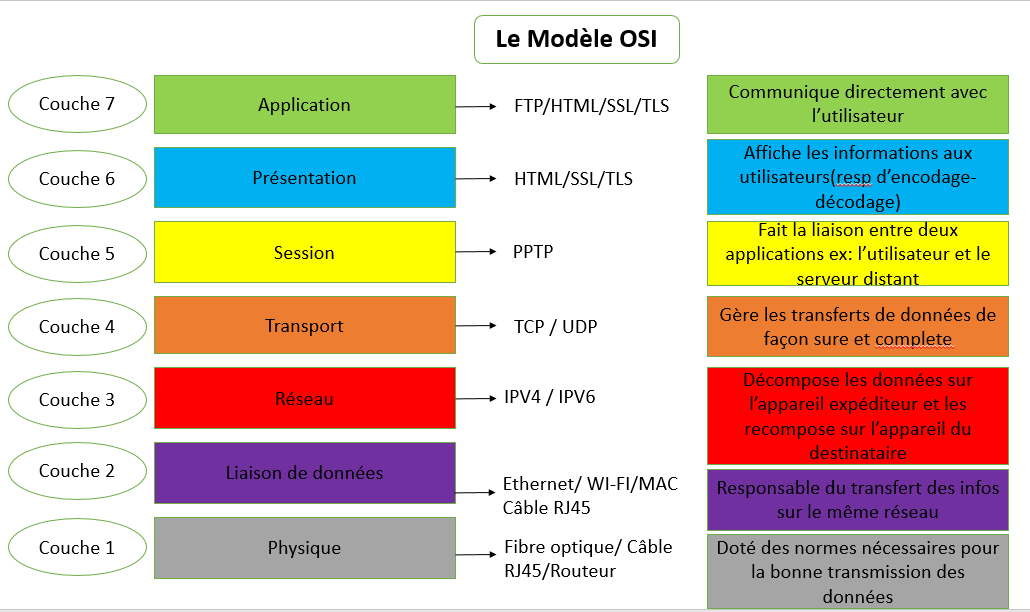 Le Modèle OSI
Couche 7
Application
FTP/HTML/SSL/TLS
Communique directement avec
l’utilisateur
Couche 6
Présentation
HTML/SSL/TLS
Affiche les informations aux
utilisateurs(resp d’encodage-
décodage)
Couche 5
Session
PPTP
Fait la liaison entre deux
applications ex: l’utilisateur et le
serveur distant
Couche 4
Transport
TCP / UDP
Gère les transferts de données de
façon sure et complete
Couche 3
Réseau
IPV4 / IPV6
Décompose les données sur
l’appareil expéditeur et les
recompose sur l’appareil du
destinataire
Couche 2
Liaison de données
Ethernet/ WI-FI/MAC
Câble RJ45
Responsable du transfert des infos
sur le même réseau
Couche 1
Physique
Fibre optique/ Câble
RJ45/Routeur
Doté des normes nécessaires pour
la bonne transmission des
données